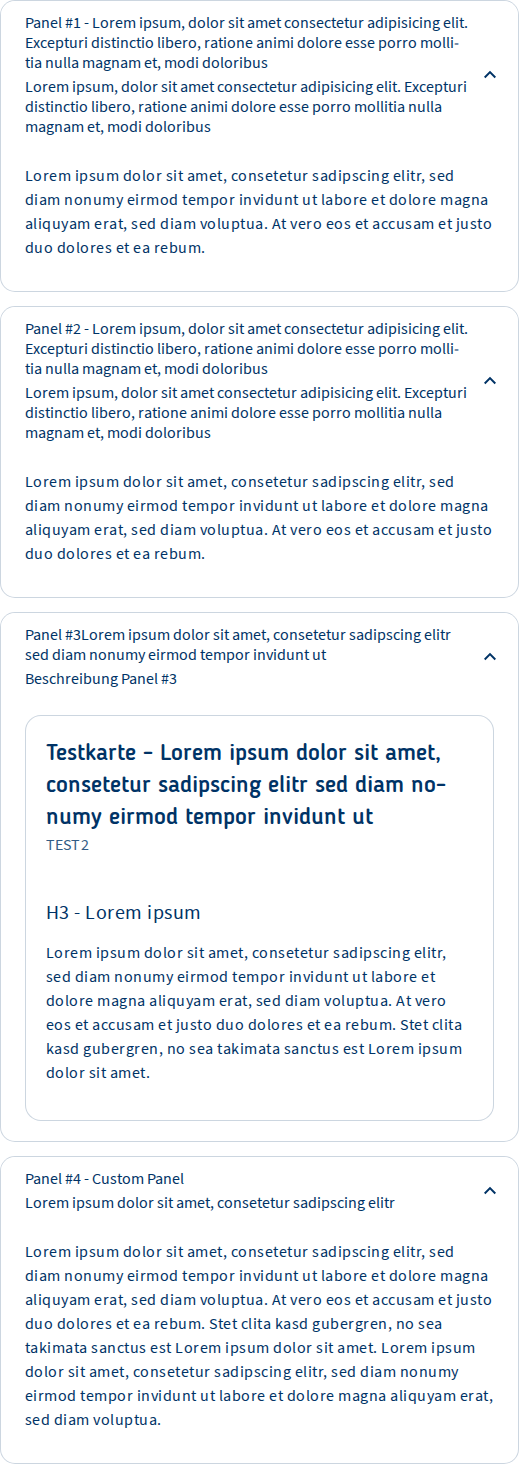 Panel #1 - Lorem ipsum, dolor sit amet consectetur adipisicing elit.
Excepturi distinctio libero, ratione animi dolore esse porro molli-
tia nulla magnam et, modi doloribus
Lorem ipsum, dolor sit amet consectetur adipisicing elit. Excepturi
distinctio libero, ratione animi dolore esse porro mollitia nulla
magnam et, modi doloribus
Lorem ipsum dolor sit amet, consetetur sadipscing elitr, sed
diam nonumy eirmod tempor invidunt ut labore et dolore magna
aliquyam erat, sed diam voluptua. At vero eos et accusam et justo
duo dolores et ea rebum.
Panel #2 - Lorem ipsum, dolor sit amet consectetur adipisicing elit.
Excepturi distinctio libero, ratione animi dolore esse porro molli-
tia nulla magnam et, modi doloribus
Lorem ipsum, dolor sit amet consectetur adipisicing elit. Excepturi
distinctio libero, ratione animi dolore esse porro mollitia nulla
magnam et, modi doloribus
Lorem ipsum dolor sit amet, consetetur sadipscing elitr, sed
diam nonumy eirmod tempor invidunt ut labore et dolore magna
aliquyam erat, sed diam voluptua. At vero eos et accusam et justo
duo dolores et ea rebum.
Panel #3Lorem ipsum dolor sit amet, consetetur sadipscing elitr
sed diam nonumy eirmod tempor invidunt ut
Beschreibung Panel #3
Testkarte - Lorem ipsum dolor sit amet,
consetetur sadipscing elitr sed diam no-
numy eirmod tempor invidunt ut
TEST2
H3 - Lorem ipsum
Lorem ipsum dolor sit amet, consetetur sadipscing elitr,
sed diam nonumy eirmod tempor invidunt ut labore et
dolore magna aliquyam erat, sed diam voluptua. At vero
eos et accusam et justo duo dolores et ea rebum. Stet clita
kasd gubergren, no sea takimata sanctus est Lorem ipsum
dolor sit amet.
Panel #4 - Custom Panel
Lorem ipsum dolor sit amet, consetetur sadipscing elitr
Lorem ipsum dolor sit amet, consetetur sadipscing elitr, sed
diam nonumy eirmod tempor invidunt ut labore et dolore magna
aliquyam erat, sed diam voluptua. At vero eos et accusam et justo
duo dolores et ea rebum. Stet clita kasd gubergren, no sea
takimata sanctus est Lorem ipsum dolor sit amet. Lorem ipsum
dolor sit amet, consetetur sadipscing elitr, sed diam nonumy
eirmod tempor invidunt ut labore et dolore magna aliquyam erat,
sed diam voluptua.